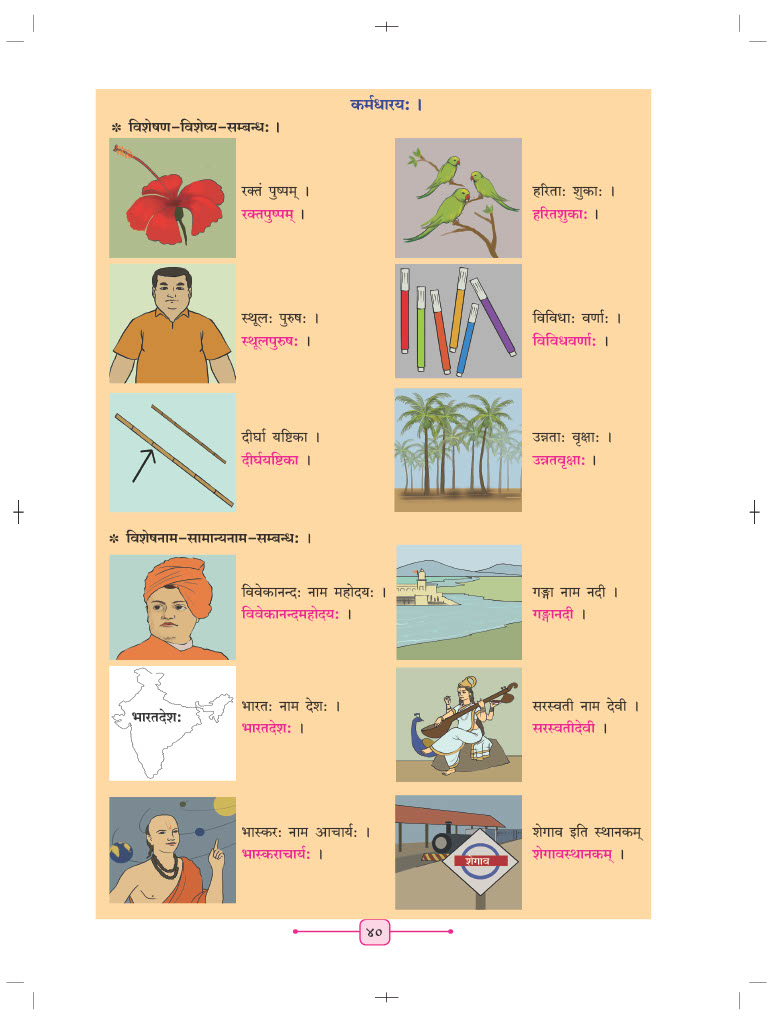 कर्मधारयः ।
✽ विशेषण–विशेष्य–सम्बन्धः ।
रक्तं पुष्पम् ।
रक्तपुष्पम् ।
हरिताः शुकाः ।
हरितशुकाः ।
स्थूलः पुरुषः ।
स्थूलपुरुषः ।
विविधाः वर्णाः ।
विविधवर्णाः ।
दीर्घा यष्टिका ।
दीर्घयष्टिका ।
उन्नताः वृक्षाः ।
उन्नतवृक्षाः ।
✽ विशेषनाम–सामान्यनाम–सम्बन्धः ।
विवेकानन्दः नाम महोदयः ।
विवेकानन्दमहोदयः ।
गङ्गा नाम नदी ।
गङ्गानदी ।
भारतदेशः
भारतः नाम देशः ।
भारतदेशः ।
सरस्वती नाम देवी ।
सरस्वतीदेवी ।
भास्करः नाम आचार्यः ।
भास्कराचार्यः ।
शेगाव
शेगाव इति स्थानकम्
शेगावस्थानकम् ।
४०